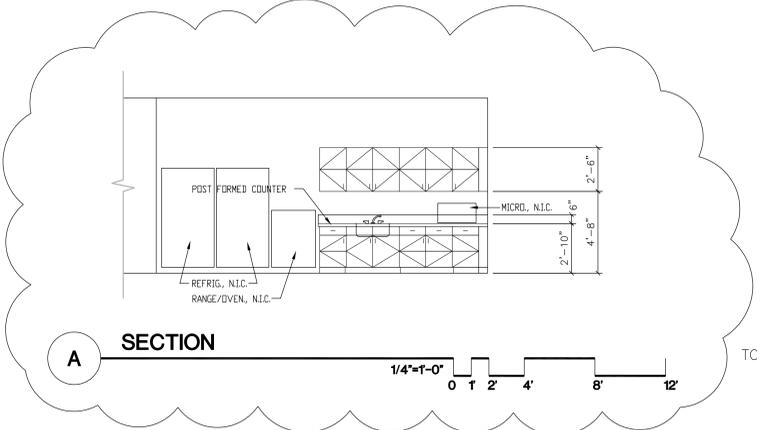 2'-6"
POST FORMED COUNTER
MICRO., N.I.C.
6"
2'-10"
4'-8"
REFRIG., N.I.C.
RANGE/OVEN., N.I.C.
A
SECTION
1/4"=1'-0"
0 1' 2' 4' 8' 12'
TO